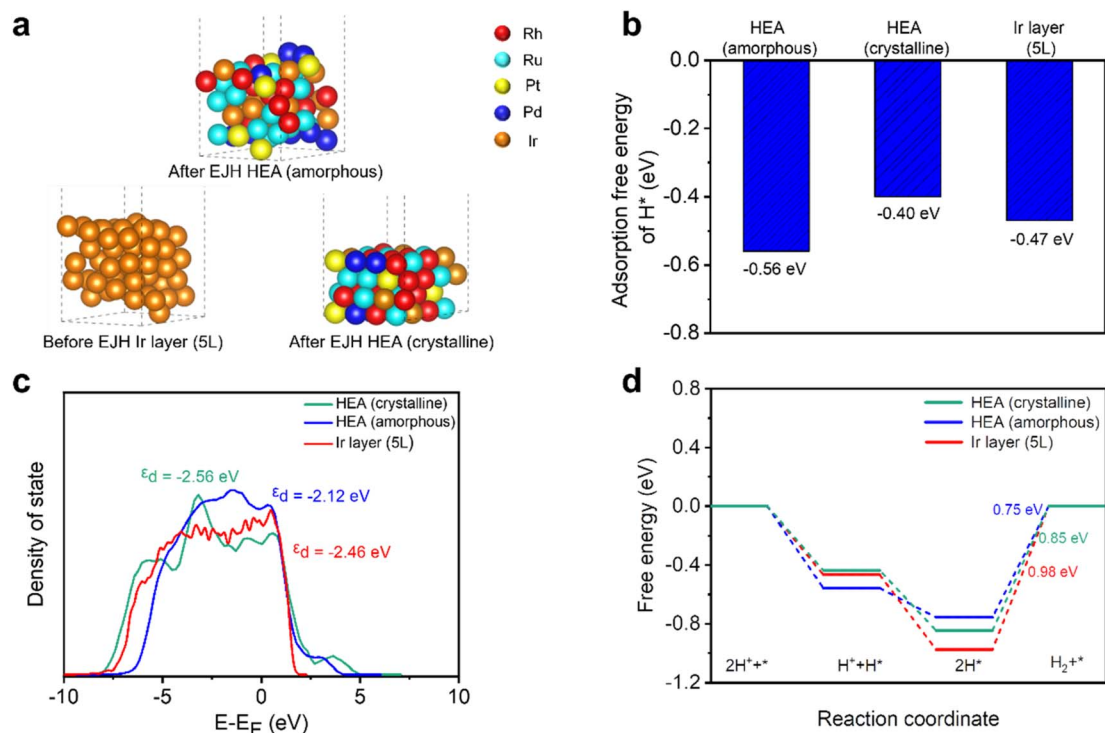 a
Rh
Ru
Pt
Pd
Ir
After EJH HEA (amorphous)
Before EJH Ir layer (5L)
After EJH HEA (crystalline)
b
HEA
(amorphous)
HEA
(crystalline)
Ir layer
(5L)
0.0
-0.2
-0.4
-0.6
-0.8
Adsorption free energy
of H* (eV)
-0.56 eV
-0.40 eV
-0.47 eV
c
HEA (crystalline)
HEA (amorphous)
Ir layer (5L)
εd = -2.56 eV
εd = -2.12 eV
εd = -2.46 eV
Density of state
-10
-5
0
5
10
E-EF (eV)
d
HEA (crystalline)
HEA (amorphous)
Ir layer (5L)
0.8
0.4
0.0
-0.4
-0.8
-1.2
Free energy (eV)
0.75 eV
0.85 eV
0.98 eV
2H⁺+*
H⁺+H*
2H*
H₂+*
Reaction coordinate